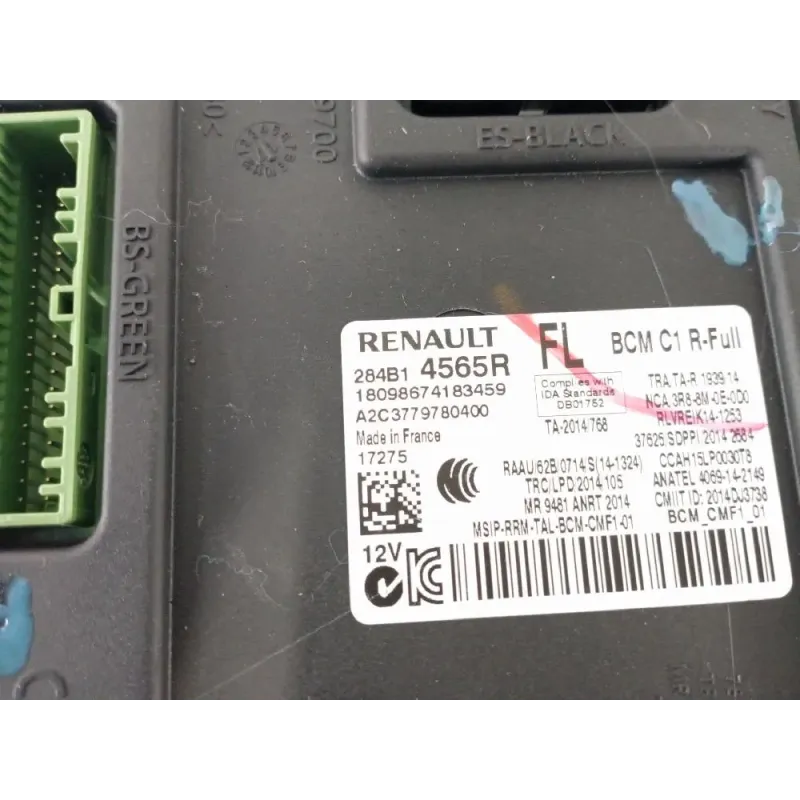 0<
9700
ES-BLACK
BS-GREEN
RENAULT FL BCM C1 R-Full
284B1 4565R
18098674183459
A2C3779780400
Made in France
17275
Complies with
IDA Standards
DB01752
TA-2014/768
TRA TA-R 1939/14
NCA 3R8-8M-0E-0D0
RLVREIK14-1253
37625/SDPPI/2014 2684
RAAU/62B/0714/S(14-1324) CCAH15LP0030T8
TRC/LPD/2014/105 ANATEL 4069-14-2149
MR 9481 ANRT 2014 CMIIT ID: 2014DJ3738
MSIP-RRM-TAL-BCM-CMF1-01 BCM_CMF1_01
12V